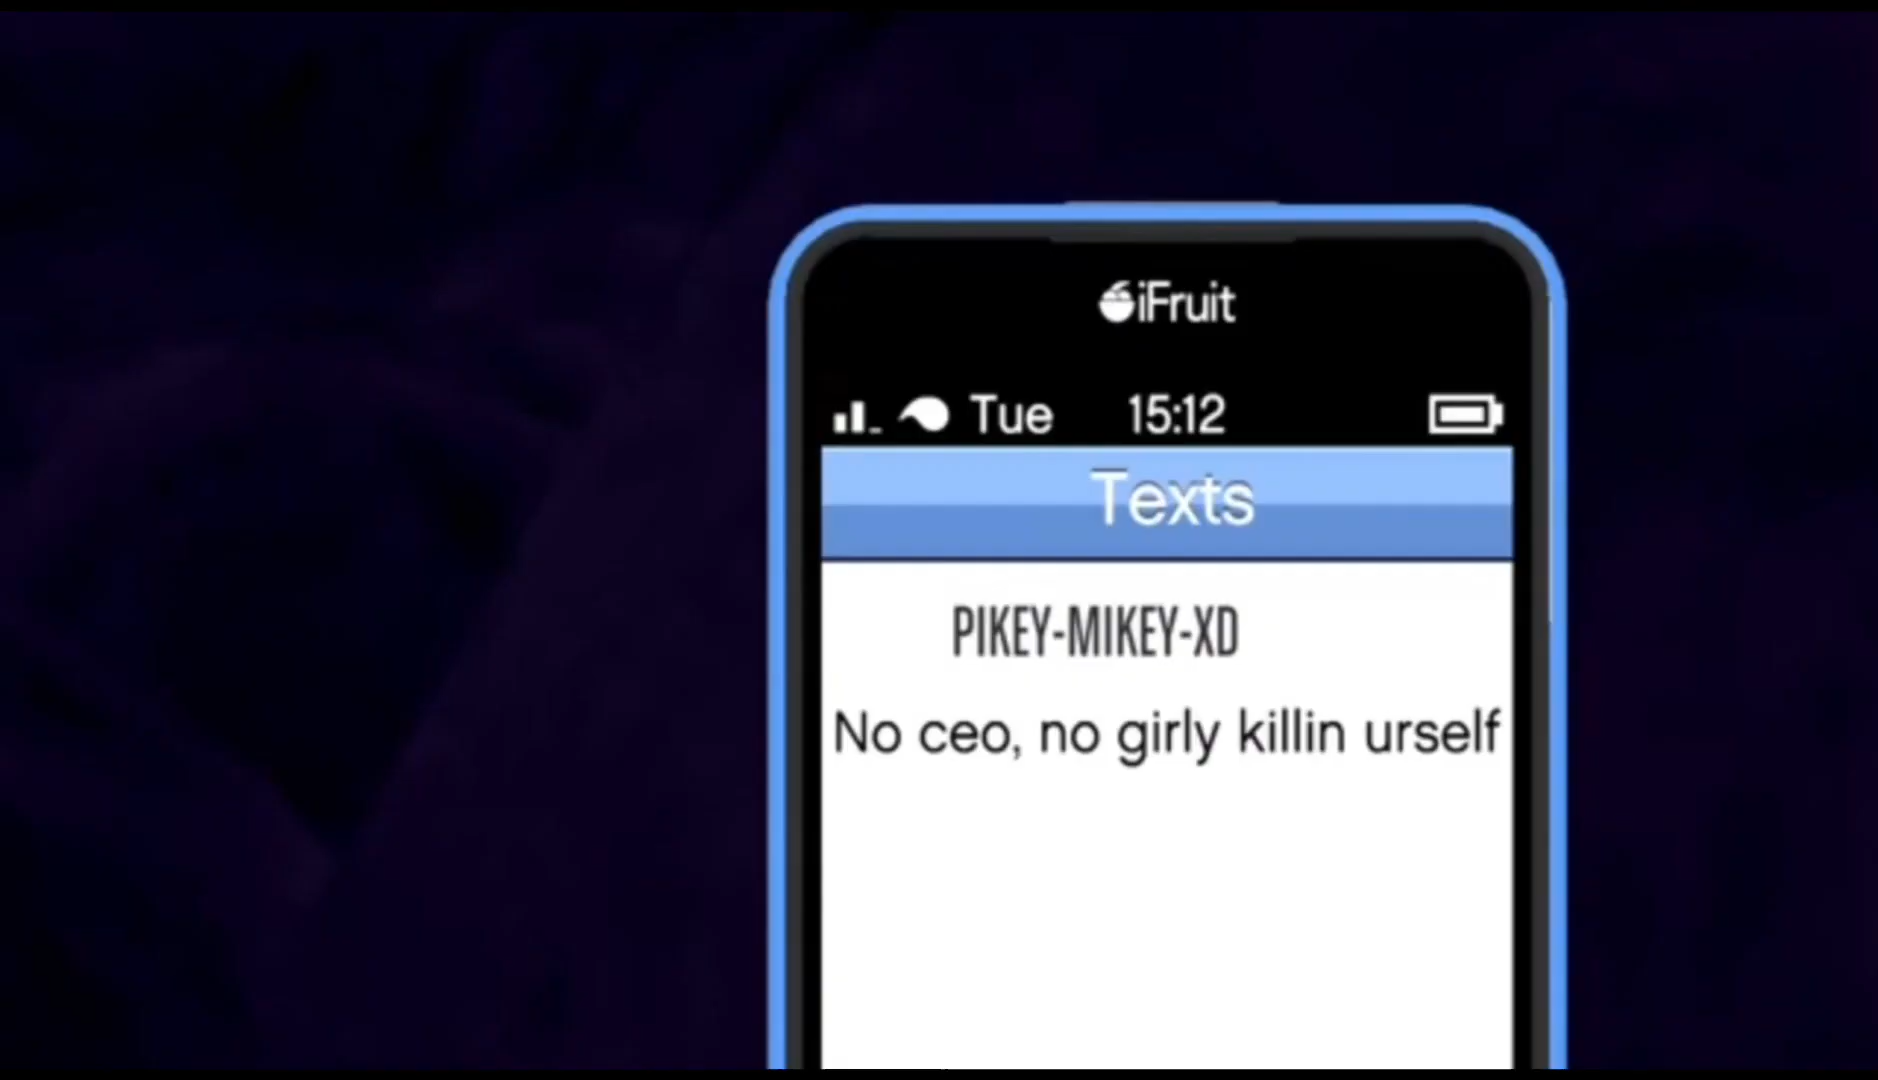 iFruit
Tue 15:12
Texts
PIKEY-MIKEY-XD
No ceo, no girly killin urself